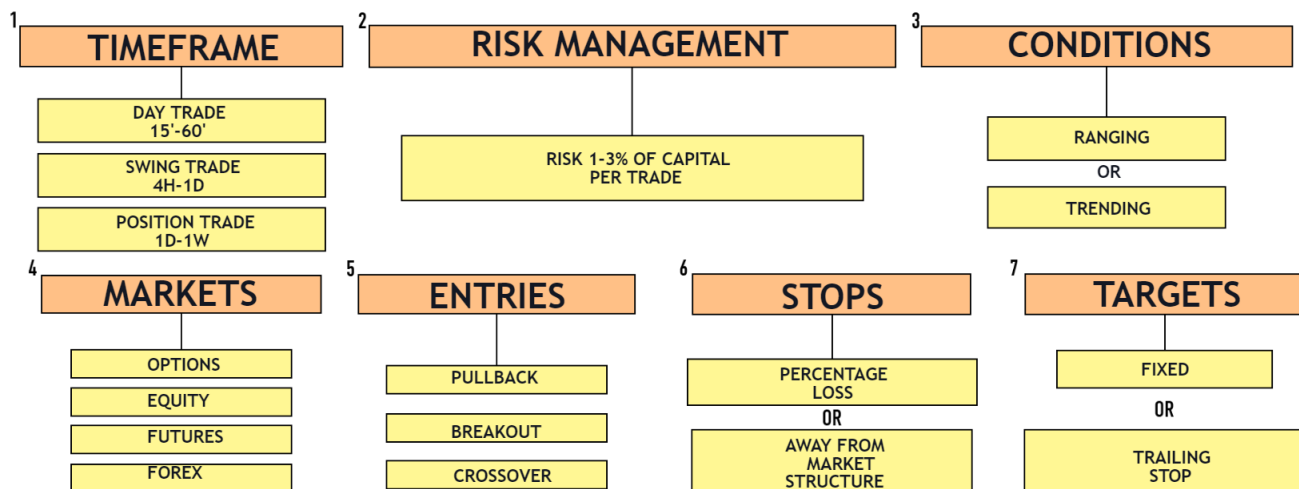 1
TIMEFRAME
DAY TRADE
15'-60'
SWING TRADE
4H-1D
POSITION TRADE
1D-1W
2
RISK MANAGEMENT
RISK 1-3% OF CAPITAL
PER TRADE
3
CONDITIONS
RANGING
OR
TRENDING
4
MARKETS
OPTIONS
EQUITY
FUTURES
FOREX
5
ENTRIES
PULLBACK
BREAKOUT
CROSSOVER
6
STOPS
PERCENTAGE
LOSS
OR
AWAY FROM
MARKET
STRUCTURE
7
TARGETS
FIXED
OR
TRAILING
STOP